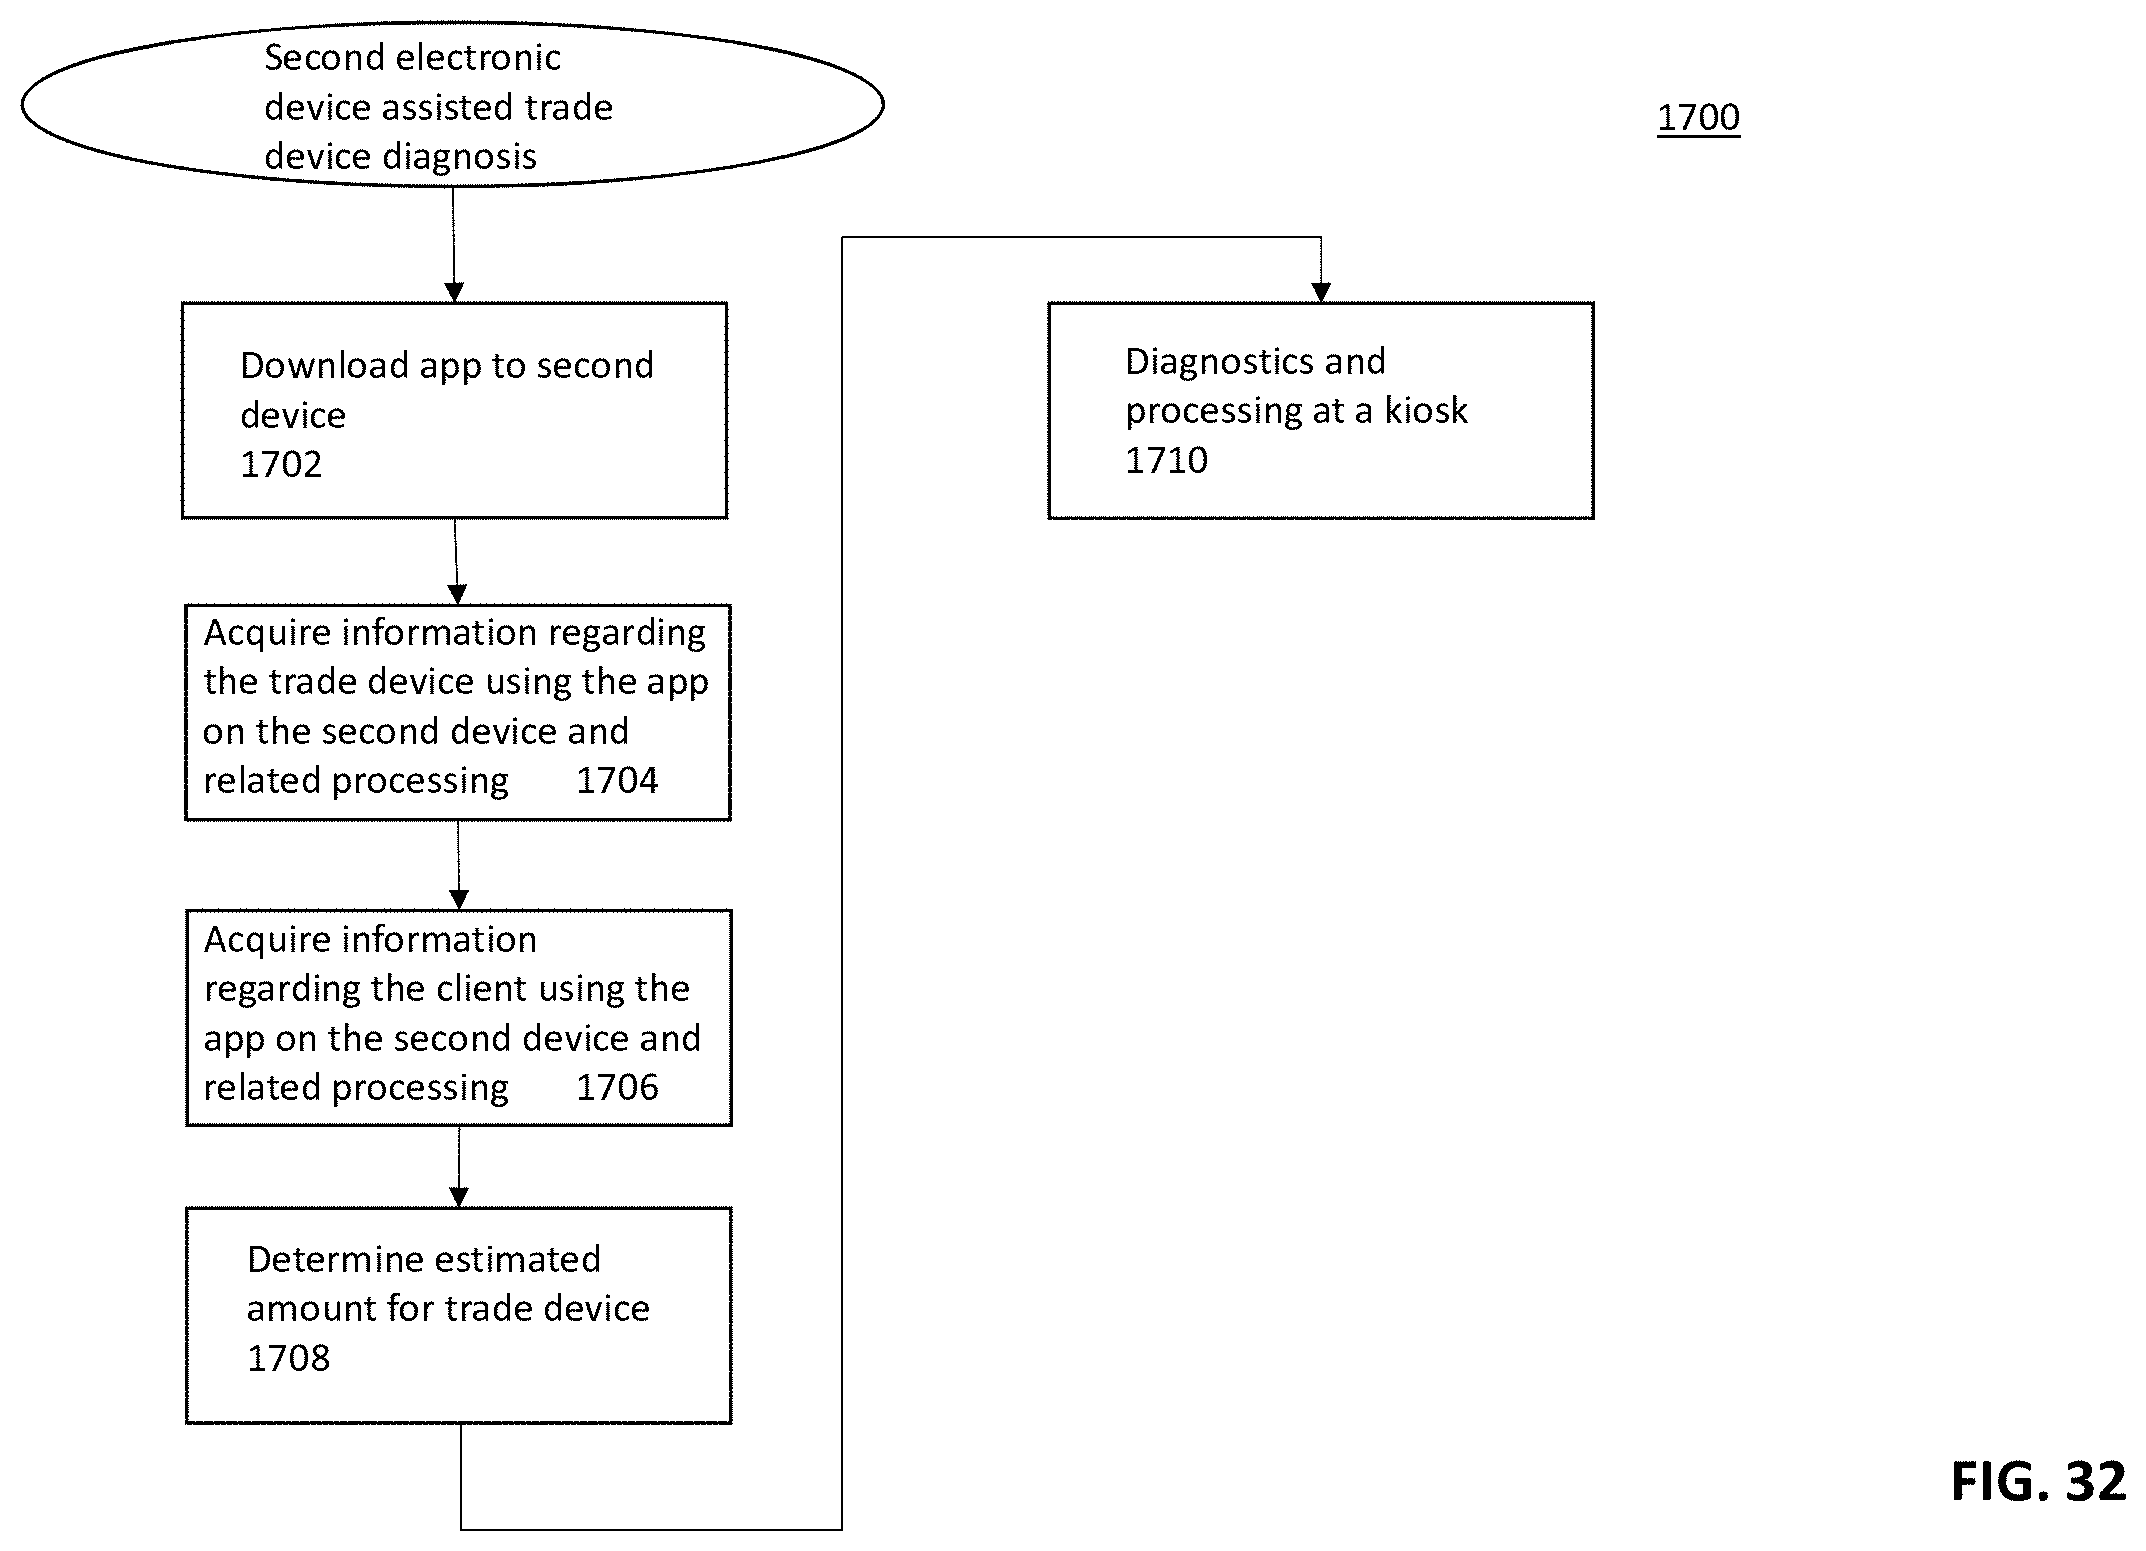 Second electronic
device assisted trade
device diagnosis
1700
Download app to second
device
1702
Acquire information regarding
the trade device using the app
on the second device and
related processing 1704
Acquire information
regarding the client using the
app on the second device and
related processing 1706
Determine estimated
amount for trade device
1708
Diagnostics and
processing at a kiosk
1710
FIG. 32